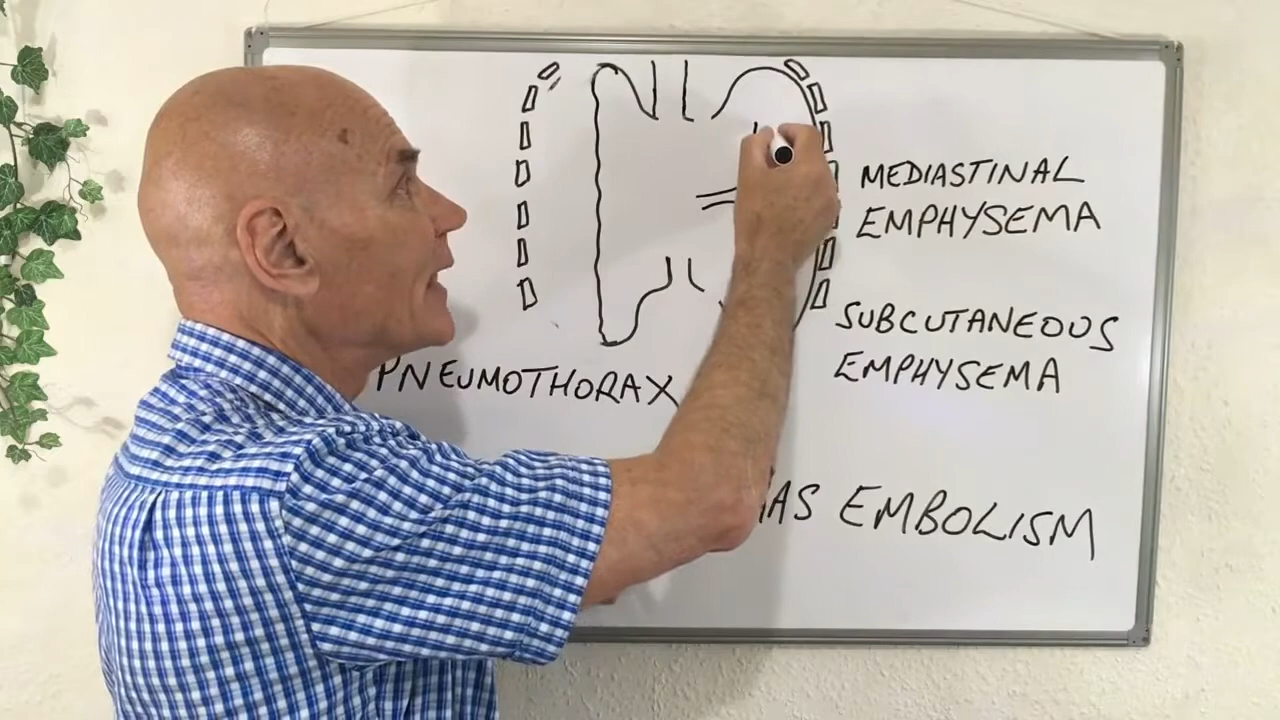 MEDIASTINAL
EMPHYSEMA
SUBCUTANEOUS
EMPHYSEMA
PNEUMOTHORAX
EMBOLISM